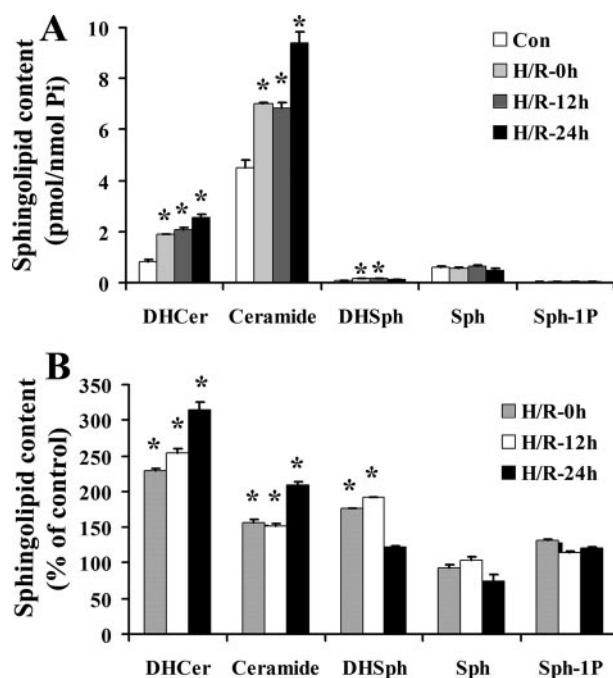 A
Sphingolipid content
(pmol/nmol Pi)
10
8
6
4
2
0
* * *
* * *
* *
Con
H/R-0h
H/R-12h
H/R-24h
DHCer Ceramide DHSph Sph Sph-1P
B
Sphingolipid content
(% of control)
350
300
250
200
150
100
50
0
* * *
* * *
* *
H/R-0h
H/R-12h
H/R-24h
DHCer Ceramide DHSph Sph Sph-1P